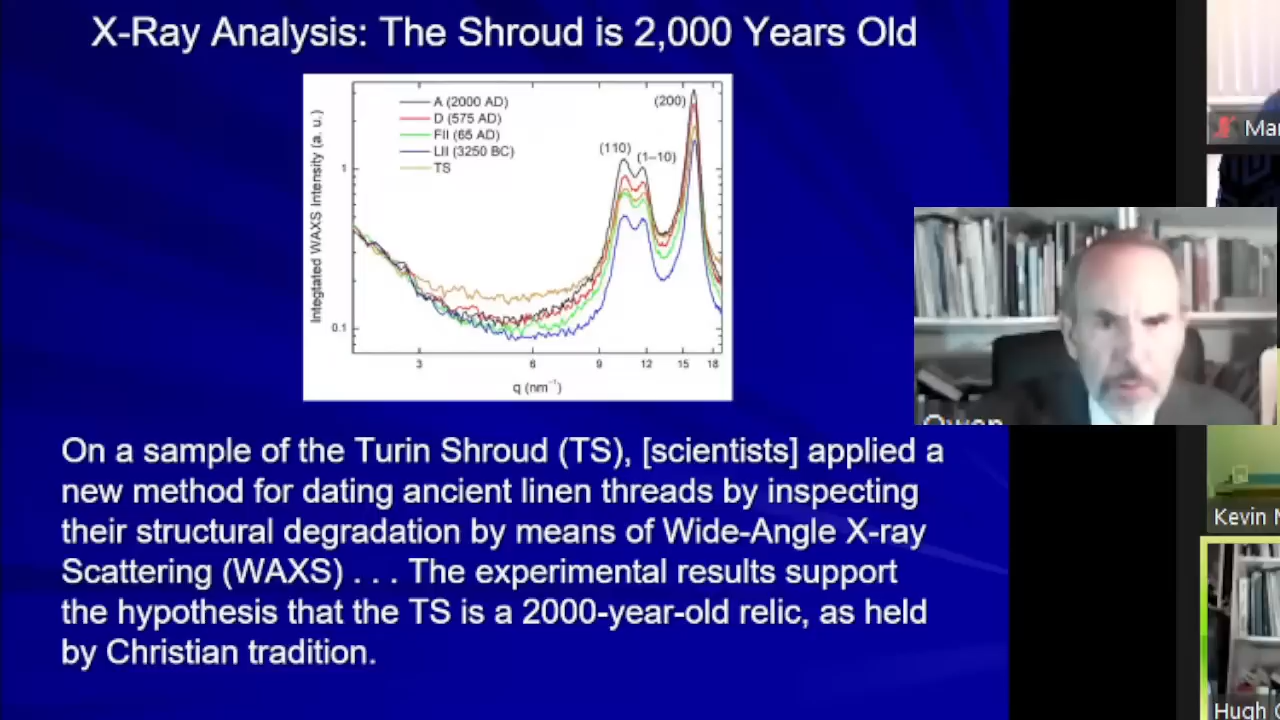 X-Ray Analysis: The Shroud is 2,000 Years Old
Integtated WAXS Intensity (a. u.)
1
0.1
A (2000 AD)
D (575 AD)
FII (65 AD)
LII (3250 BC)
TS
(110)
(1–10)
(200)
3 6 9 12 15 18
q (nm⁻¹)
On a sample of the Turin Shroud (TS), [scientists] applied a
new method for dating ancient linen threads by inspecting
their structural degradation by means of Wide-Angle X-ray
Scattering (WAXS) . . . The experimental results support
the hypothesis that the TS is a 2000-year-old relic, as held
by Christian tradition.
Owen
Kevin
Hugh